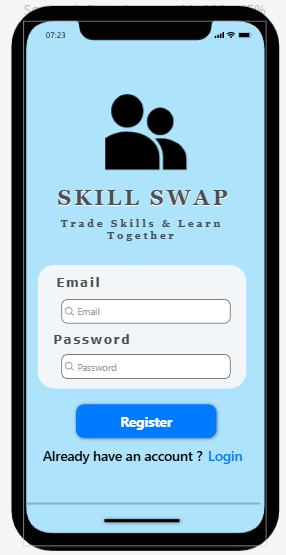 07:23
SKILL SWAP
Trade Skills & Learn
Together
Email
Email
Password
Password
Register
Already have an account ? Login